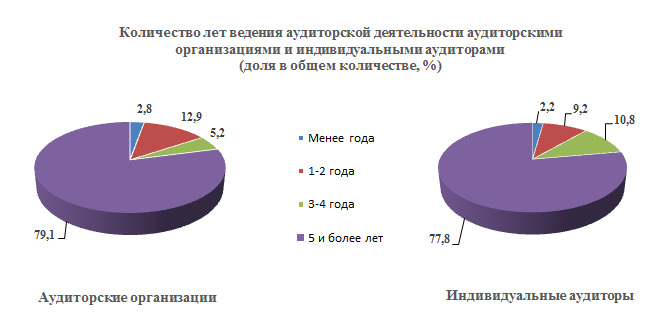 Количество лет ведения аудиторской деятельности аудиторскими
организациями и индивидуальными аудиторами
(доля в общем количестве, %)
2,8
12,9
5,2
79,1
Менее года
1-2 года
3-4 года
5 и более лет
2,2
9,2
10,8
77,8
Аудиторские организации
Индивидуальные аудиторы